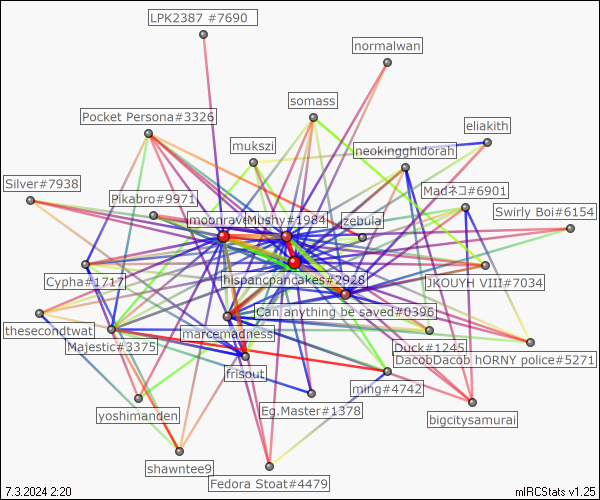 LPK2387 #7690
normalwan
somass
Pocket Persona#3326
eliakith
mukszi
neokingghidorah
Silver#7938
Pikabro#9971
Madネコ#6901
Swirly Boi#6154
Mushy#1984
zebula
Cypha#1717
hispancpancakes#2928
JKOUYH VIII#7034
Can anything be saved#0396
thesecondtwat
marcemadness
Majestic#3375
Duck#1245
DacobDacob hORNY police#5271
frisout
ming#4742
yoshimanden
Eg.Master#1378
bigcitysamurai
shawntee9
Fedora Stoat#4479
7.3.2024 2:20
mIRCStats v1.25